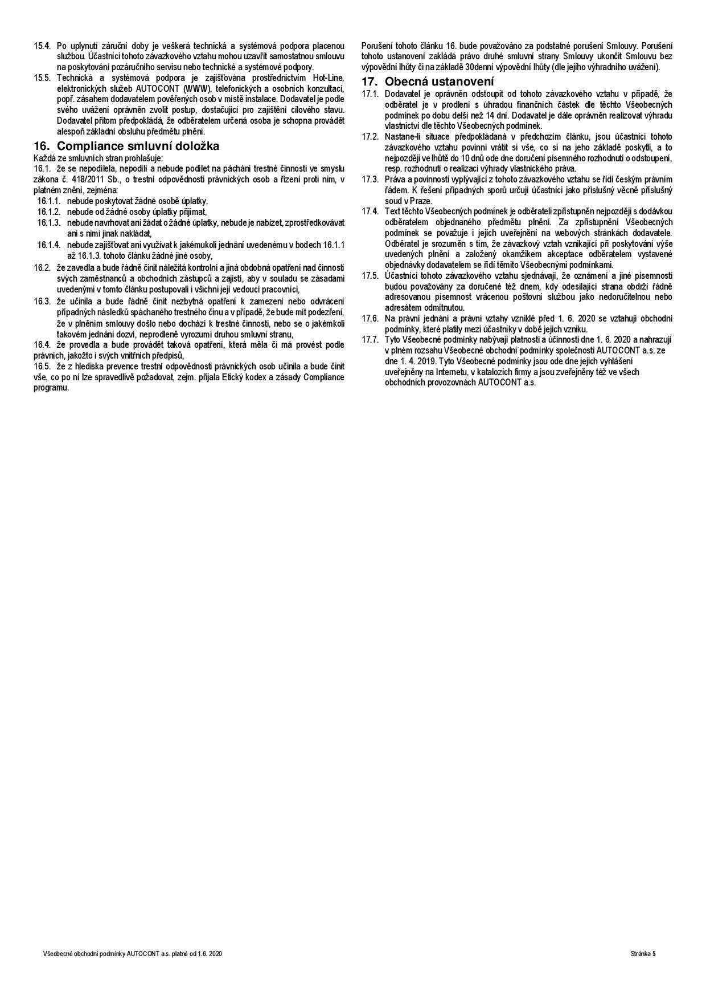 15.4. Po uplynutí záruční doby je veškerá technická a systémová podpora placenou
službou. Účastníci tohoto závazkového vztahu mohou uzavřít samostatnou smlouvu
na poskytování pozáručního servisu nebo technické a systémové podpory.
15.5. Technická a systémová podpora je zajišťována prostřednictvím Hot-Line,
elektronických služeb AUTOCONT (WWW), telefonických a osobních konzultací,
popř. zásahem dodavatelem pověřených osob v místě instalace. Dodavatel je podle
svého uvážení oprávněn zvolit postup, dostačující pro zajištění cílového stavu.
Dodavatel přitom předpokládá, že odběratelem určená osoba je schopna provádět
alespoň základní obsluhu předmětu plnění.
16. Compliance smluvní doložka
Každá ze smluvních stran prohlašuje:
16.1. že se nepodílela, nepodílí a nebude podílet na páchání trestné činnosti ve smyslu
zákona č. 418/2011 Sb., o trestní odpovědnosti právnických osob a řízení proti nim, v
platném znění, zejména:
16.1.1. nebude poskytovat žádné osobě úplatky,
16.1.2. nebude od žádné osoby úplatky přijímat,
16.1.3. nebude navrhovat ani žádat o žádné úplatky, nebude je nabízet, zprostředkovávat
ani s nimi jinak nakládat,
16.1.4. nebude zajišťovat ani využívat k jakémukoli jednání uvedenému v bodech 16.1.1
až 16.1.3. tohoto článku žádné jiné osoby,
16.2. že zavedla a bude řádně činit náležitá kontrolní a jiná obdobná opatření nad činností
svých zaměstnanců a obchodních zástupců a zajistí, aby v souladu se zásadami
uvedenými v tomto článku postupovali i všichni její vedoucí pracovníci,
16.3. že učinila a bude řádně činit nezbytná opatření k zamezení nebo odvrácení
případných následků spáchaného trestného činu a v případě, že bude mít podezření,
že v plněním smlouvy došlo nebo dochází k trestné činnosti, nebo se o jakémkoli
takovém jednání dozví, neprodleně vyrozumí druhou smluvní stranu,
16.4. že provedla a bude provádět taková opatření, která měla či má provést podle
právních, jakožto i svých vnitřních předpisů,
16.5. že z hlediska prevence trestní odpovědnosti právnických osob učinila a bude činit
vše, co po ní lze spravedlivě požadovat, zejm. přijala Etický kodex a zásady Compliance
programu.
Porušení tohoto článku 16. bude považováno za podstatné porušení Smlouvy. Porušení
tohoto ustanovení zakládá právo druhé smluvní strany Smlouvy ukončit Smlouvu bez
výpovědní lhůty či na základě 30denní výpovědní lhůty (dle jejího výhradního uvážení).
17. Obecná ustanovení
17.1. Dodavatel je oprávněn odstoupit od tohoto závazkového vztahu v případě, že
odběratel je v prodlení s úhradou finančních částek dle těchto Všeobecných
podmínek po dobu delší než 14 dní. Dodavatel je dále oprávněn realizovat výhradu
vlastnictví dle těchto Všeobecných podmínek.
17.2. Nastane-li situace předpokládaná v předchozím článku, jsou účastníci tohoto
závazkového vztahu povinni vrátit si vše, co si na jeho základě poskytli, a to
nejpozději ve lhůtě do 10 dnů ode dne doručení písemného rozhodnutí o odstoupení,
resp. rozhodnutí o realizaci výhrady vlastnického práva.
17.3. Práva a povinnosti vyplývající z tohoto závazkového vztahu se řídí českým právním
řádem. K řešení případných sporů určují účastníci jako příslušný věcně příslušný
soud v Praze.
17.4. Text těchto Všeobecných podmínek je odběrateli zpřístupněn nejpozději s dodávkou
odběratelem objednaného předmětu plnění. Za zpřístupnění Všeobecných
podmínek se považuje i jejich uveřejnění na webových stránkách dodavatele.
Odběratel je srozuměn s tím, že závazkový vztah vznikající při poskytování výše
uvedených plnění a založený okamžikem akceptace odběratelem vystavené
objednávky dodavatelem se řídí těmito Všeobecnými podmínkami.
17.5. Účastníci tohoto závazkového vztahu sjednávají, že oznámení a jiné písemnosti
budou považovány za doručené též dnem, kdy odesílající strana obdrží řádně
adresovanou písemnost vrácenou poštovní službou jako nedoručitelnou nebo
adresátem odmítnutou.
17.6. Na právní jednání a právní vztahy vzniklé před 1. 6. 2020 se vztahují obchodní
podmínky, které platily mezi účastníky v době jejich vzniku.
17.7. Tyto Všeobecné podmínky nabývají platnosti a účinnosti dne 1. 6. 2020 a nahrazují
v plném rozsahu Všeobecné obchodní podmínky společnosti AUTOCONT a.s. ze
dne 1. 4. 2019. Tyto Všeobecné podmínky jsou ode dne jejich vyhlášení
uveřejněny na Internetu, v katalozích firmy a jsou zveřejněny též ve všech
obchodních provozovnách AUTOCONT a.s.
Všeobecné obchodní podmínky AUTOCONT a.s. platné od 1.6. 2020
Stránka 5